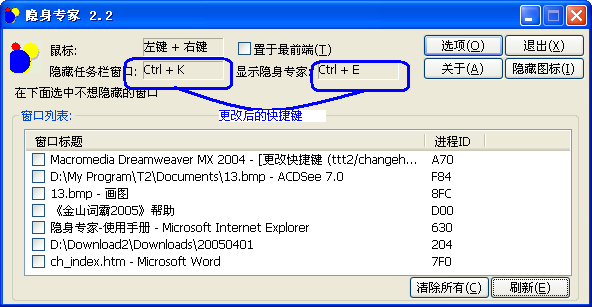 隐身专家 2.2
鼠标: 左键 + 右键 置于最前端(T) 选项(O) 退出(X)
隐藏任务栏窗口: Ctrl + K 显示隐身专家: Ctrl + E 关于(A) 隐藏图标(I)
在下面选中不想隐藏的窗口
更改后的快捷键
窗口列表:
窗口标题 进程ID
Macromedia Dreamweaver MX 2004 - [更改快捷键 (ttt2/changeh... A70
D:\My Program\T2\Documents\13.bmp - ACDSee 7.0 F84
13.bmp - 画图 8FC
《金山词霸2005》帮助 D00
隐身专家-使用手册 - Microsoft Internet Explorer 630
D:\Download2\Downloads\20050401 204
ch_index.htm - Microsoft Word 7F0
清除所有(C) 刷新(E)